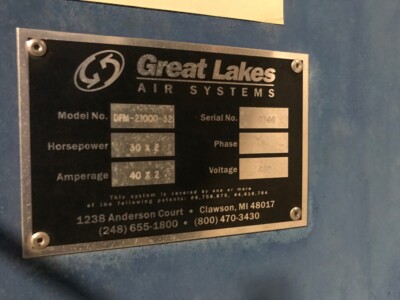 Great Lakes
AIR SYSTEMS
Model No. DFM-21000-32 Serial No.
Horsepower 30 X 2 Phase
Amperage 40 X 2 Voltage
This system is covered by one or more
of the following patents:
1238 Anderson Court • Clawson, MI 48017
(248) 655-1800 • (800) 470-3430